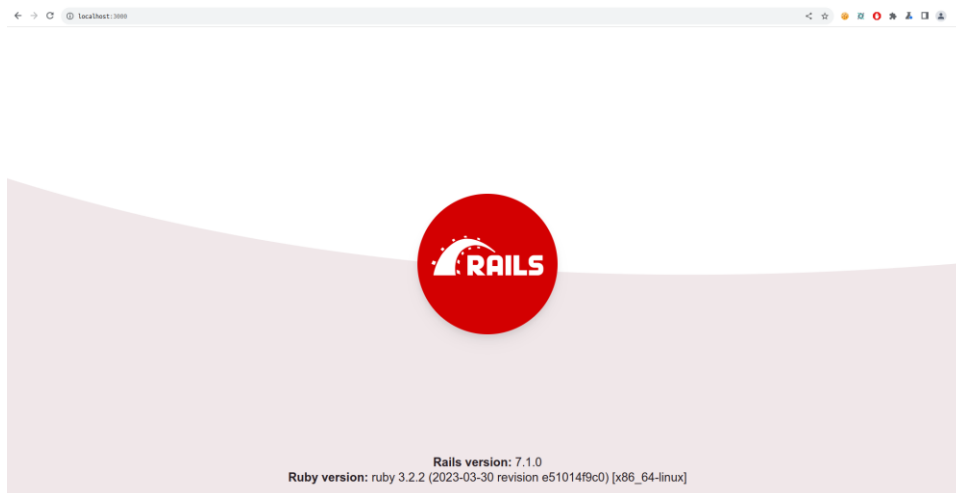 localhost:3000
RAILS
Rails version: 7.1.0
Ruby version: ruby 3.2.2 (2023-03-30 revision e51014f9c0) [x86_64-linux]